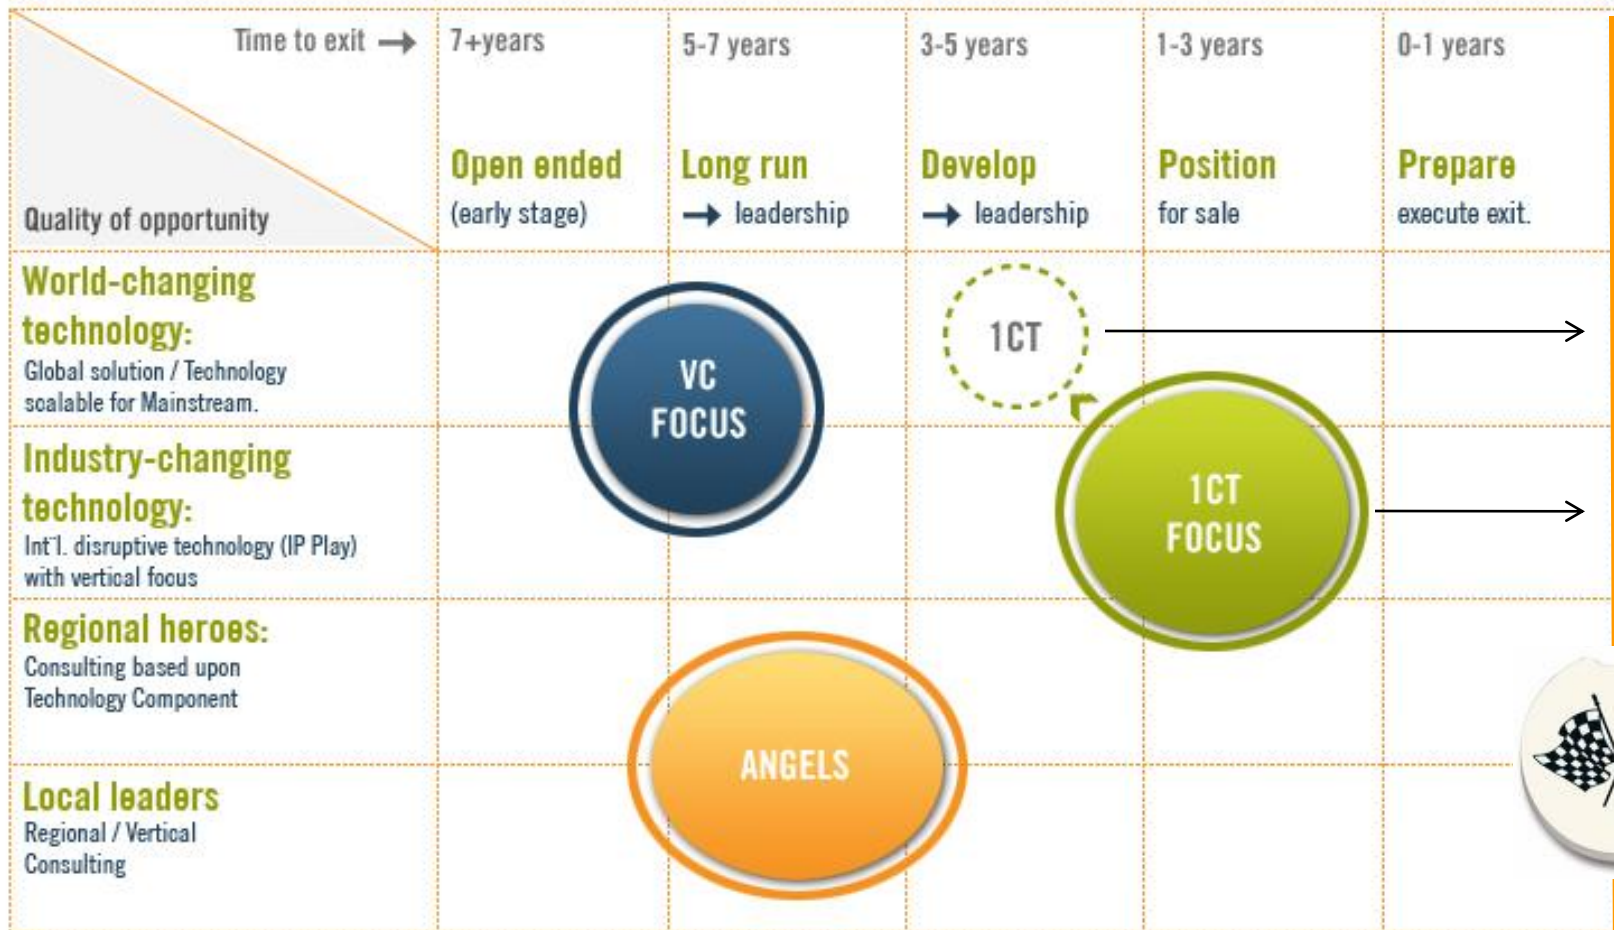 Time to exit →
7+years
5-7 years
3-5 years
1-3 years
0-1 years
Open ended
(early stage)
Long run
→ leadership
Develop
→ leadership
Position
for sale
Prepare
execute exit.
Quality of opportunity
World-changing
technology:
Global solution / Technology
scalable for Mainstream.
1CT
VC
FOCUS
Industry-changing
technology:
Int'l. disruptive technology (IP Play)
with vertical focus
1CT
FOCUS
Regional heroes:
Consulting based upon
Technology Component
ANGELS
Local leaders
Regional / Vertical
Consulting